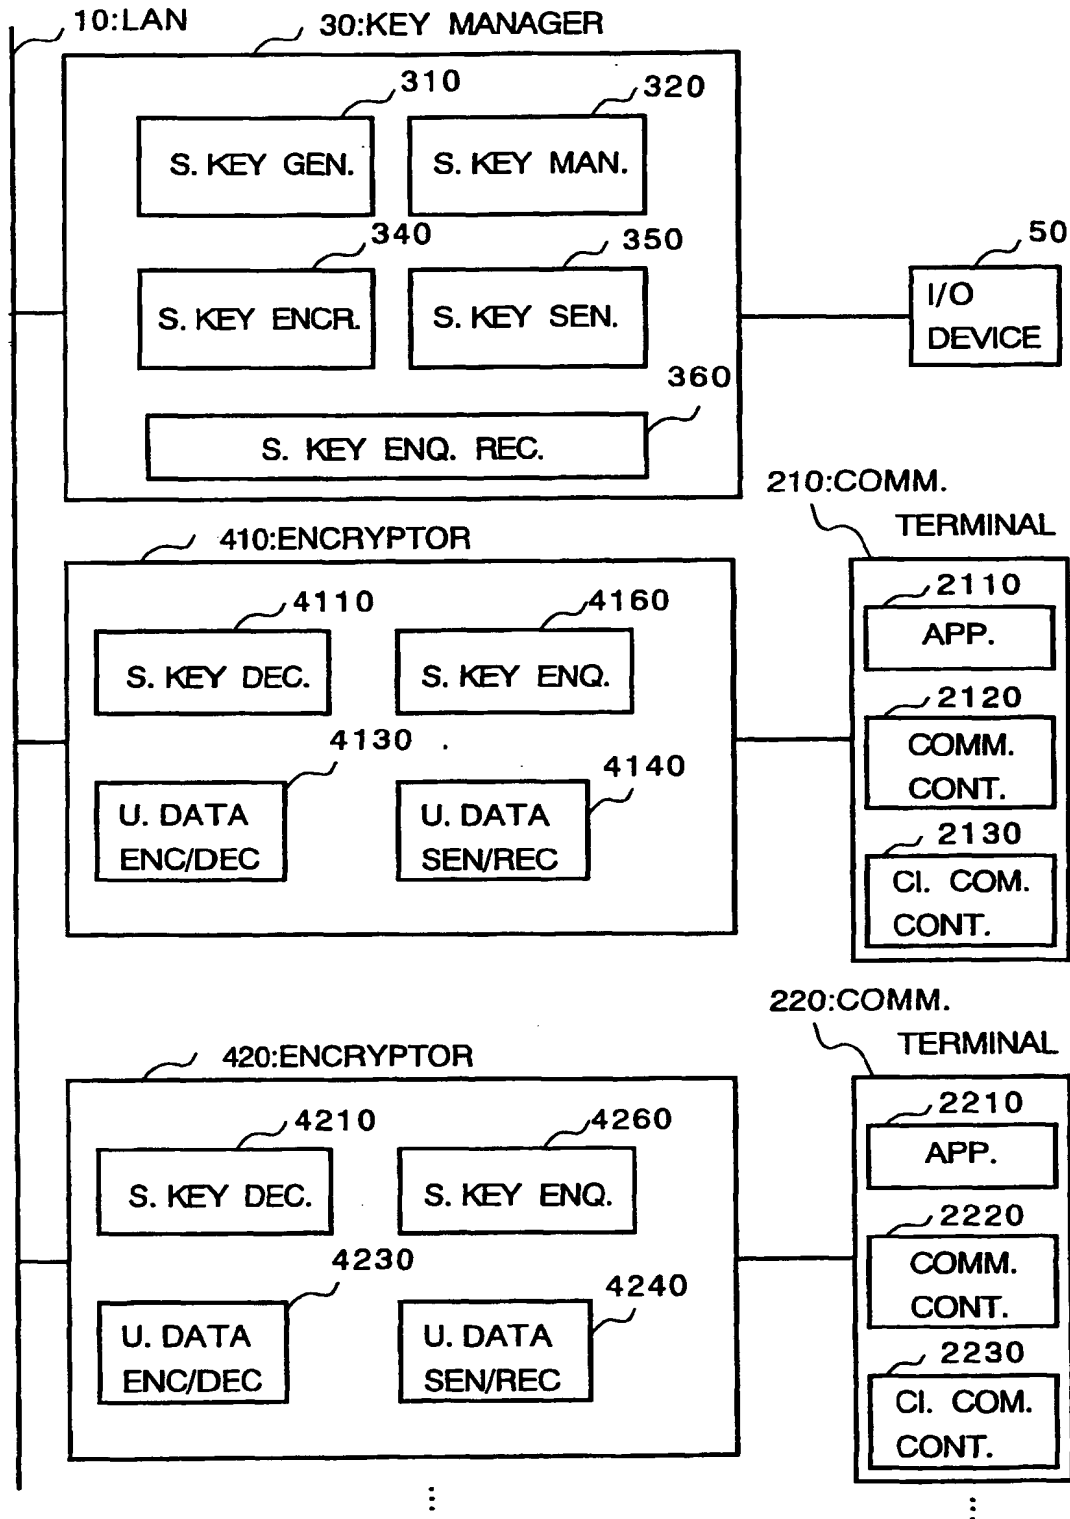 10:LAN
30:KEY MANAGER
310
320
S. KEY GEN.
S. KEY MAN.
340
350
S. KEY ENCR.
S. KEY SEN.
50
I/O
DEVICE
360
S. KEY ENQ. REC.
210:COMM.
TERMINAL
410:ENCRYPTOR
4110
4160
S. KEY DEC.
S. KEY ENQ.
4130
4140
U. DATA
ENC/DEC
U. DATA
SEN/REC
2110
APP.
2120
COMM.
CONT.
2130
CI. COM.
CONT.
220:COMM.
TERMINAL
420:ENCRYPTOR
4210
4260
S. KEY DEC.
S. KEY ENQ.
4230
4240
U. DATA
ENC/DEC
U. DATA
SEN/REC
2210
APP.
2220
COMM.
CONT.
2230
CI. COM.
CONT.